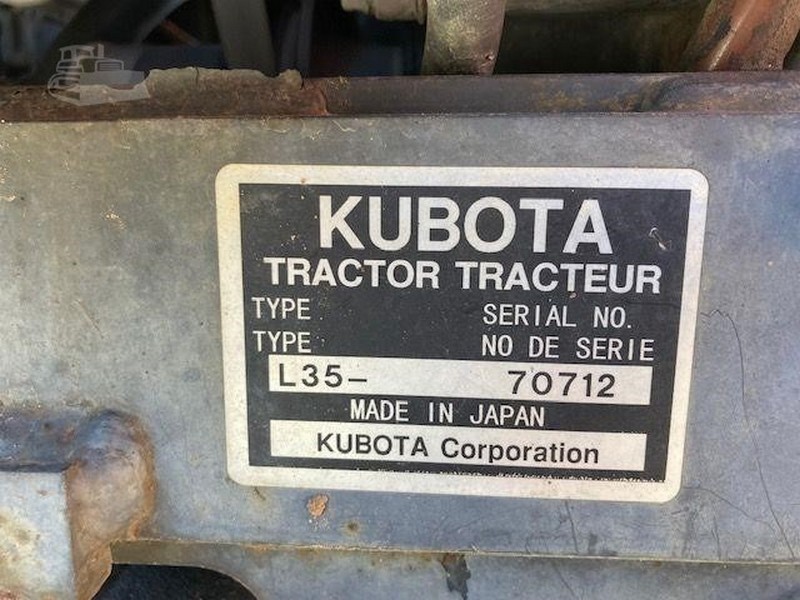 KUBOTA
TRACTOR TRACTEUR
TYPE SERIAL NO.
TYPE NO DE SERIE
L35- 70712
MADE IN JAPAN
KUBOTA Corporation